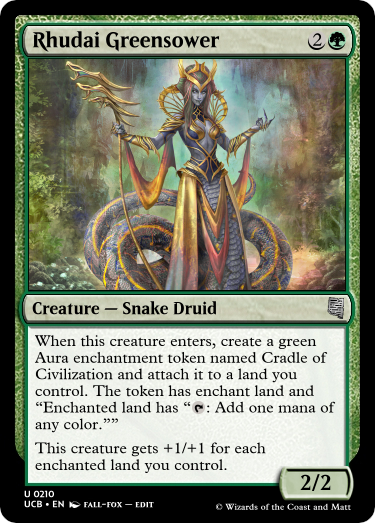 Rhudai Greensower 2
Creature — Snake Druid
When this creature enters, create a green
Aura enchantment token named Cradle of
Civilization and attach it to a land you
control. The token has enchant land and
“Enchanted land has “: Add one mana of
any color.””
This creature gets +1/+1 for each
enchanted land you control.
2/2
U 0210
UCB • EN FALL-FOX — EDIT
© Wizards of the Coast and Matt